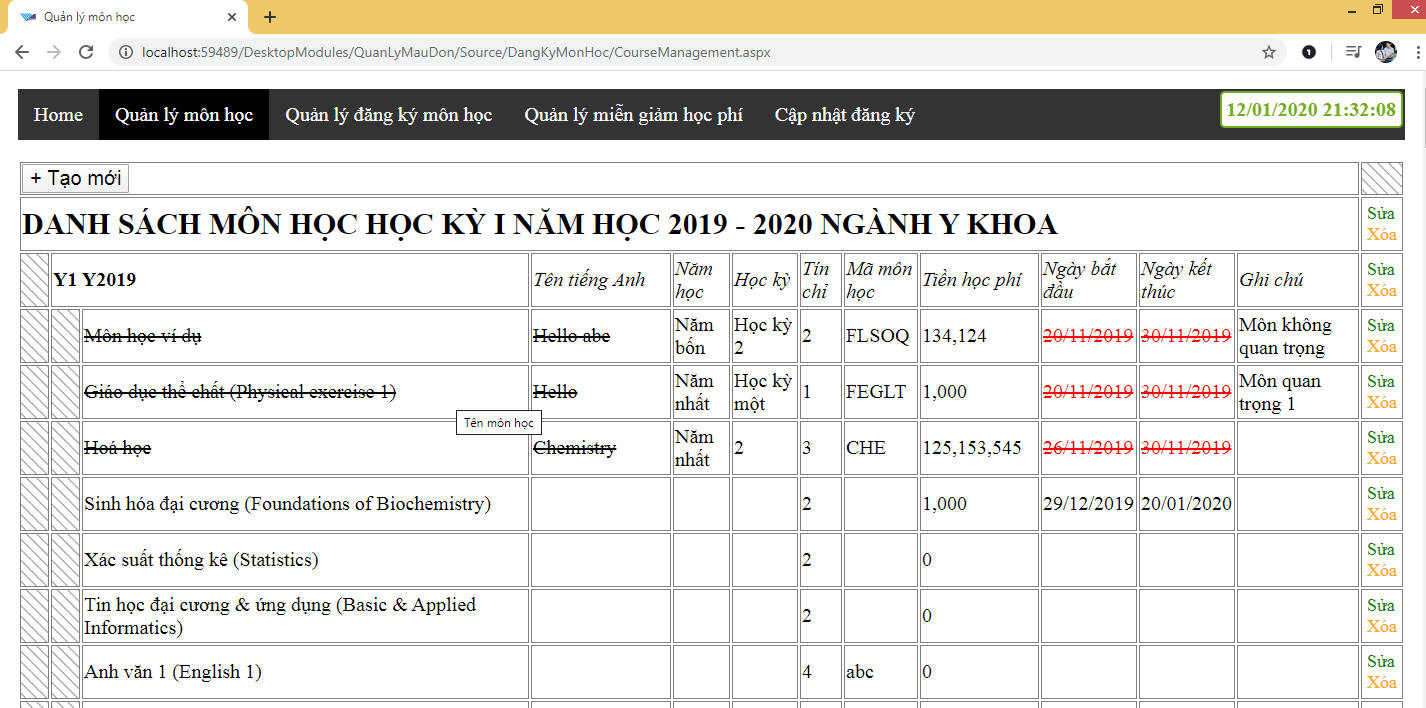 Quản lý môn học
localhost:59489/DesktopModules/QuanLyMauDon/Source/DangKyMonHoc/CourseManagement.aspx
Home Quản lý môn học Quản lý đăng ký môn học Quản lý miễn giảm học phí Cập nhật đăng ký 12/01/2020 21:32:08
+ Tạo mới
DANH SÁCH MÔN HỌC HỌC KỲ I NĂM HỌC 2019 - 2020 NGÀNH Y KHOA Sửa
Xóa
Y1 Y2019 Tên tiếng Anh Năm học Học kỳ Tín chỉ Mã môn học Tiền học phí Ngày bắt đầu Ngày kết thúc Ghi chú Sửa
Xóa
Môn học ví dụ Hello abc Năm bốn Học kỳ 2 2 FLSOQ 134,124 20/11/2019 30/11/2019 Môn không quan trọng Sửa
Xóa
Giáo dục thể chất (Physical exercise 1) Hello Năm nhất Học kỳ một 1 FEGLT 1,000 20/11/2019 30/11/2019 Môn quan trọng 1 Sửa
Xóa
Tên môn học
Hoá học Chemistry Năm nhất 2 3 CHE 125,153,545 26/11/2019 30/11/2019 Sửa
Xóa
Sinh hóa đại cương (Foundations of Biochemistry) 2 1,000 29/12/2019 20/01/2020 Sửa
Xóa
Xác suất thống kê (Statistics) 2 0 Sửa
Xóa
Tin học đại cương & ứng dụng (Basic & Applied
Informatics) 2 0 Sửa
Xóa
Anh văn 1 (English 1) 4 abc 0 Sửa
Xóa